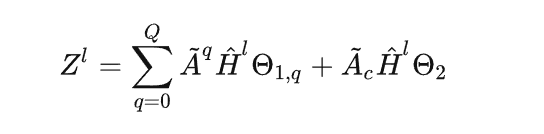 Z^l = \sum_{q=0}^{Q} \tilde{A}^q \hat{H}^l \Theta_{1,q} + \tilde{A}_c \hat{H}^l \Theta_2